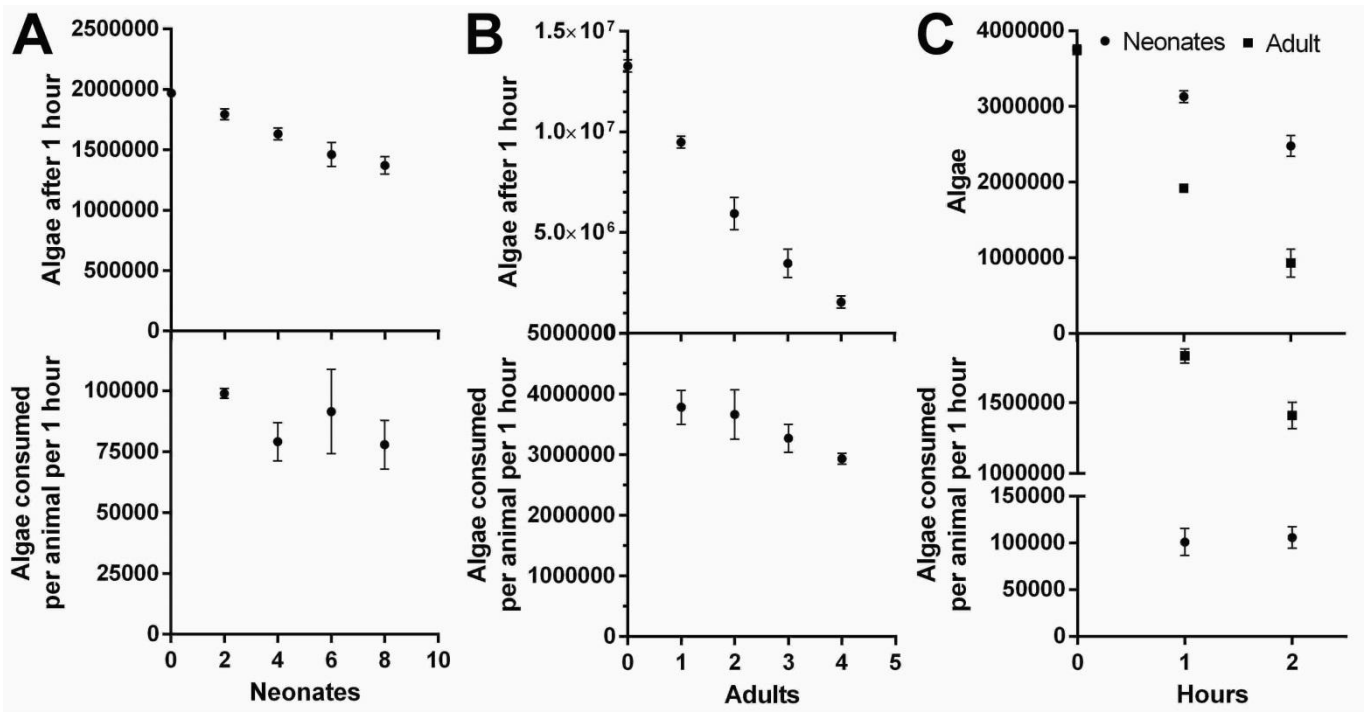 A
Algae after 1 hour
2500000
2000000
1500000
1000000
500000
0
Algae consumed
per animal per 1 hour
100000
75000
50000
25000
0
0 2 4 6 8 10
Neonates
B
Algae after 1 hour
1.5×10⁷
1.0×10⁷
5.0×10⁶
0
Algae consumed
per animal per 1 hour
5000000
4000000
3000000
2000000
1000000
0
0 1 2 3 4 5
Adults
C
Neonates Adult
Algae
4000000
3000000
2000000
1000000
0
Algae consumed
per animal per 1 hour
1500000
1000000
150000
100000
50000
0
0 1 2
Hours